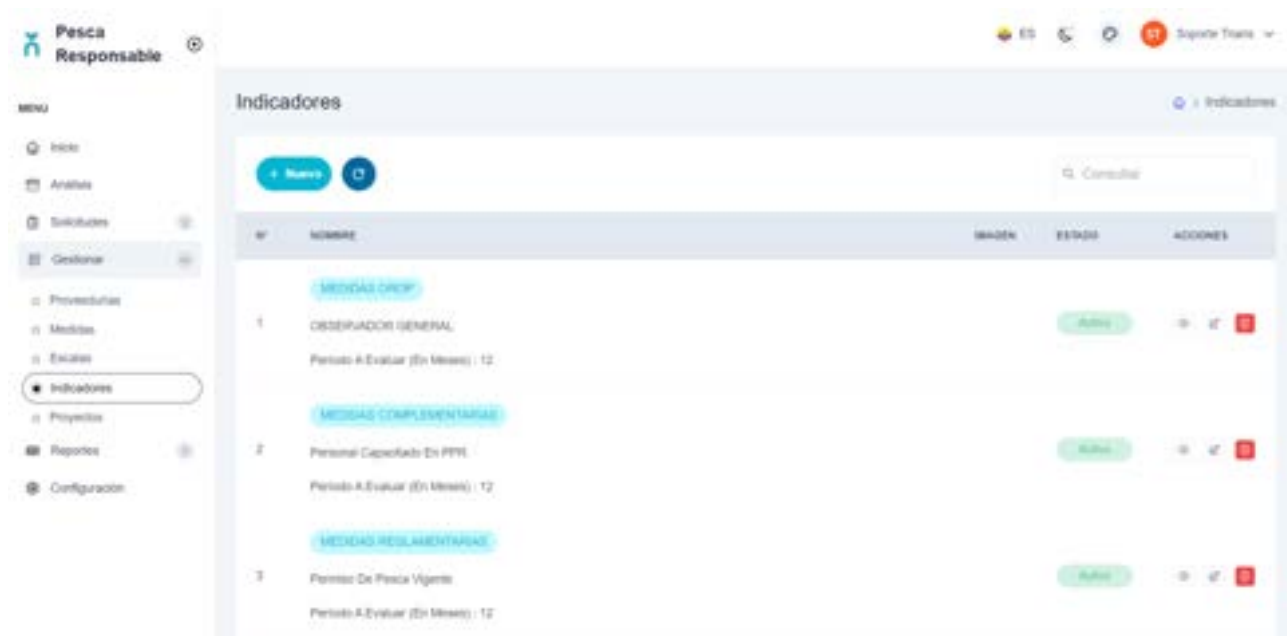 Pesca
Responsable
ES
ST
Soporte
MENU
Inicio
Análisis
Solicitudes
Gestionar
Proveedurías
Medidas
Escalas
Indicadores
Proyectos
Reportes
Configuración
Indicadores
> Indicadores
+ Nuevo
Consultar
N° NOMBRE IMAGEN ESTADO ACCIONES
MEDIDAS OROP
1 OBSERVADOR GENERAL Activo
Periodo A Evaluar (En Meses) : 12
MEDIDAS COMPLEMENTARIAS
2 Personal Capacitado En PPR Activo
Periodo A Evaluar (En Meses) : 12
MEDIDAS REGLAMENTARIAS
3 Permiso De Pesca Vigente Activo
Periodo A Evaluar (En Meses) : 12